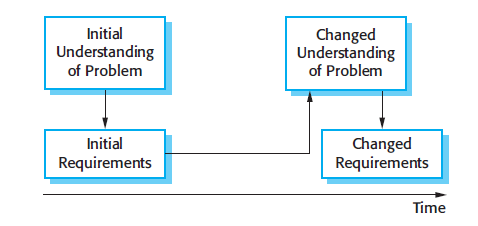 Initial
Understanding
of Problem
Changed
Understanding
of Problem
Initial
Requirements
Changed
Requirements
Time